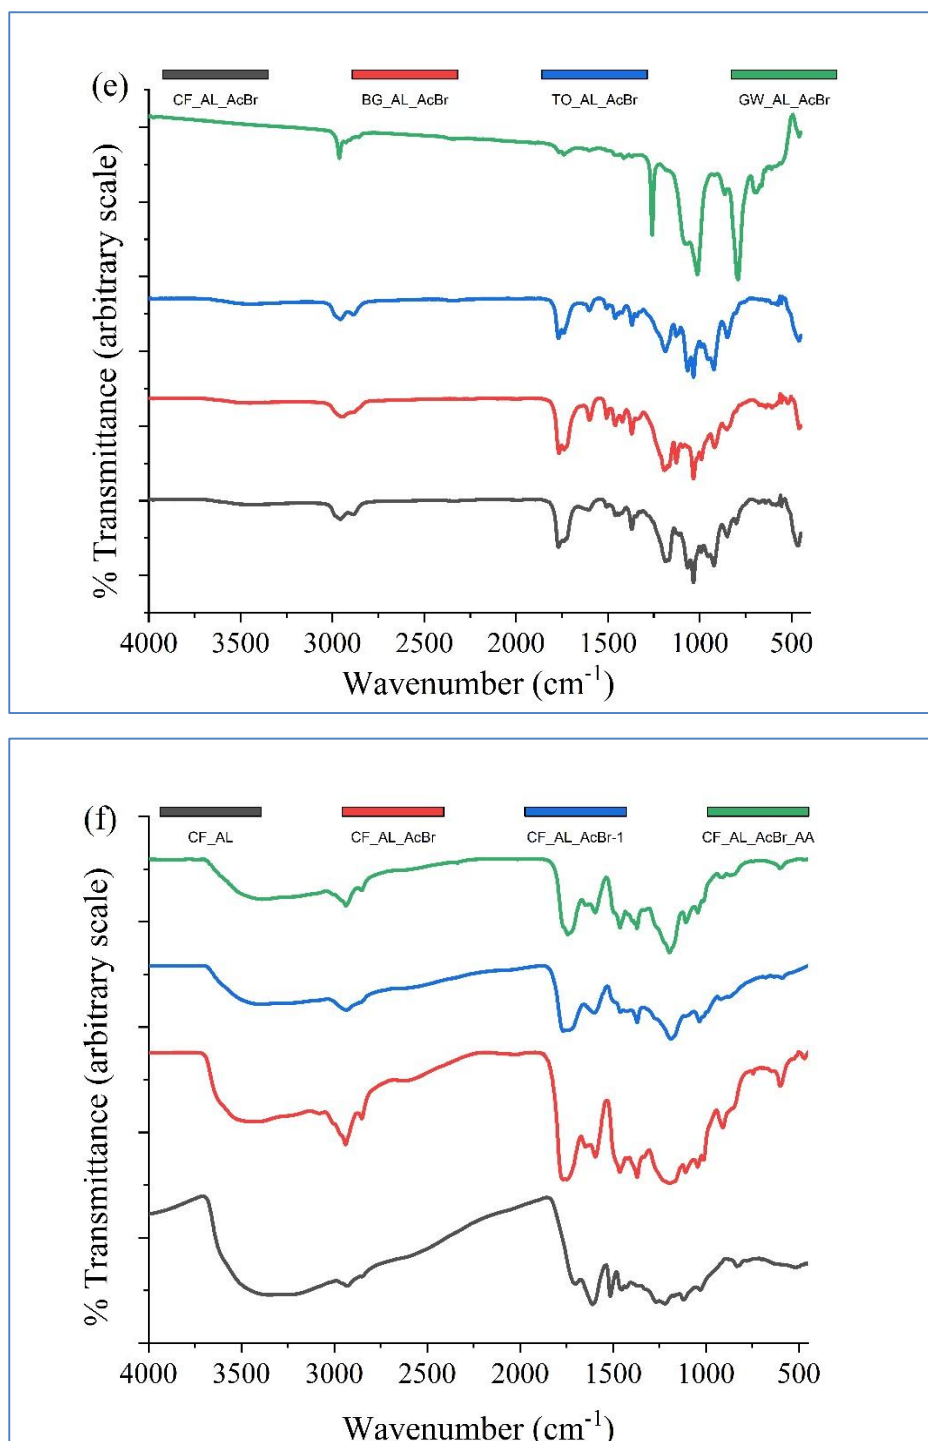 (e)
CF_AL_AcBr BG_AL_AcBr TO_AL_AcBr GW_AL_AcBr
% Transmittance (arbitrary scale)
4000 3500 3000 2500 2000 1500 1000 500
Wavenumber (cm⁻¹)
(f)
CF_AL CF_AL_AcBr CF_AL_AcBr-1 CF_AL_AcBr_AA
% Transmittance (arbitrary scale)
4000 3500 3000 2500 2000 1500 1000 500
Wavenumber (cm⁻¹)